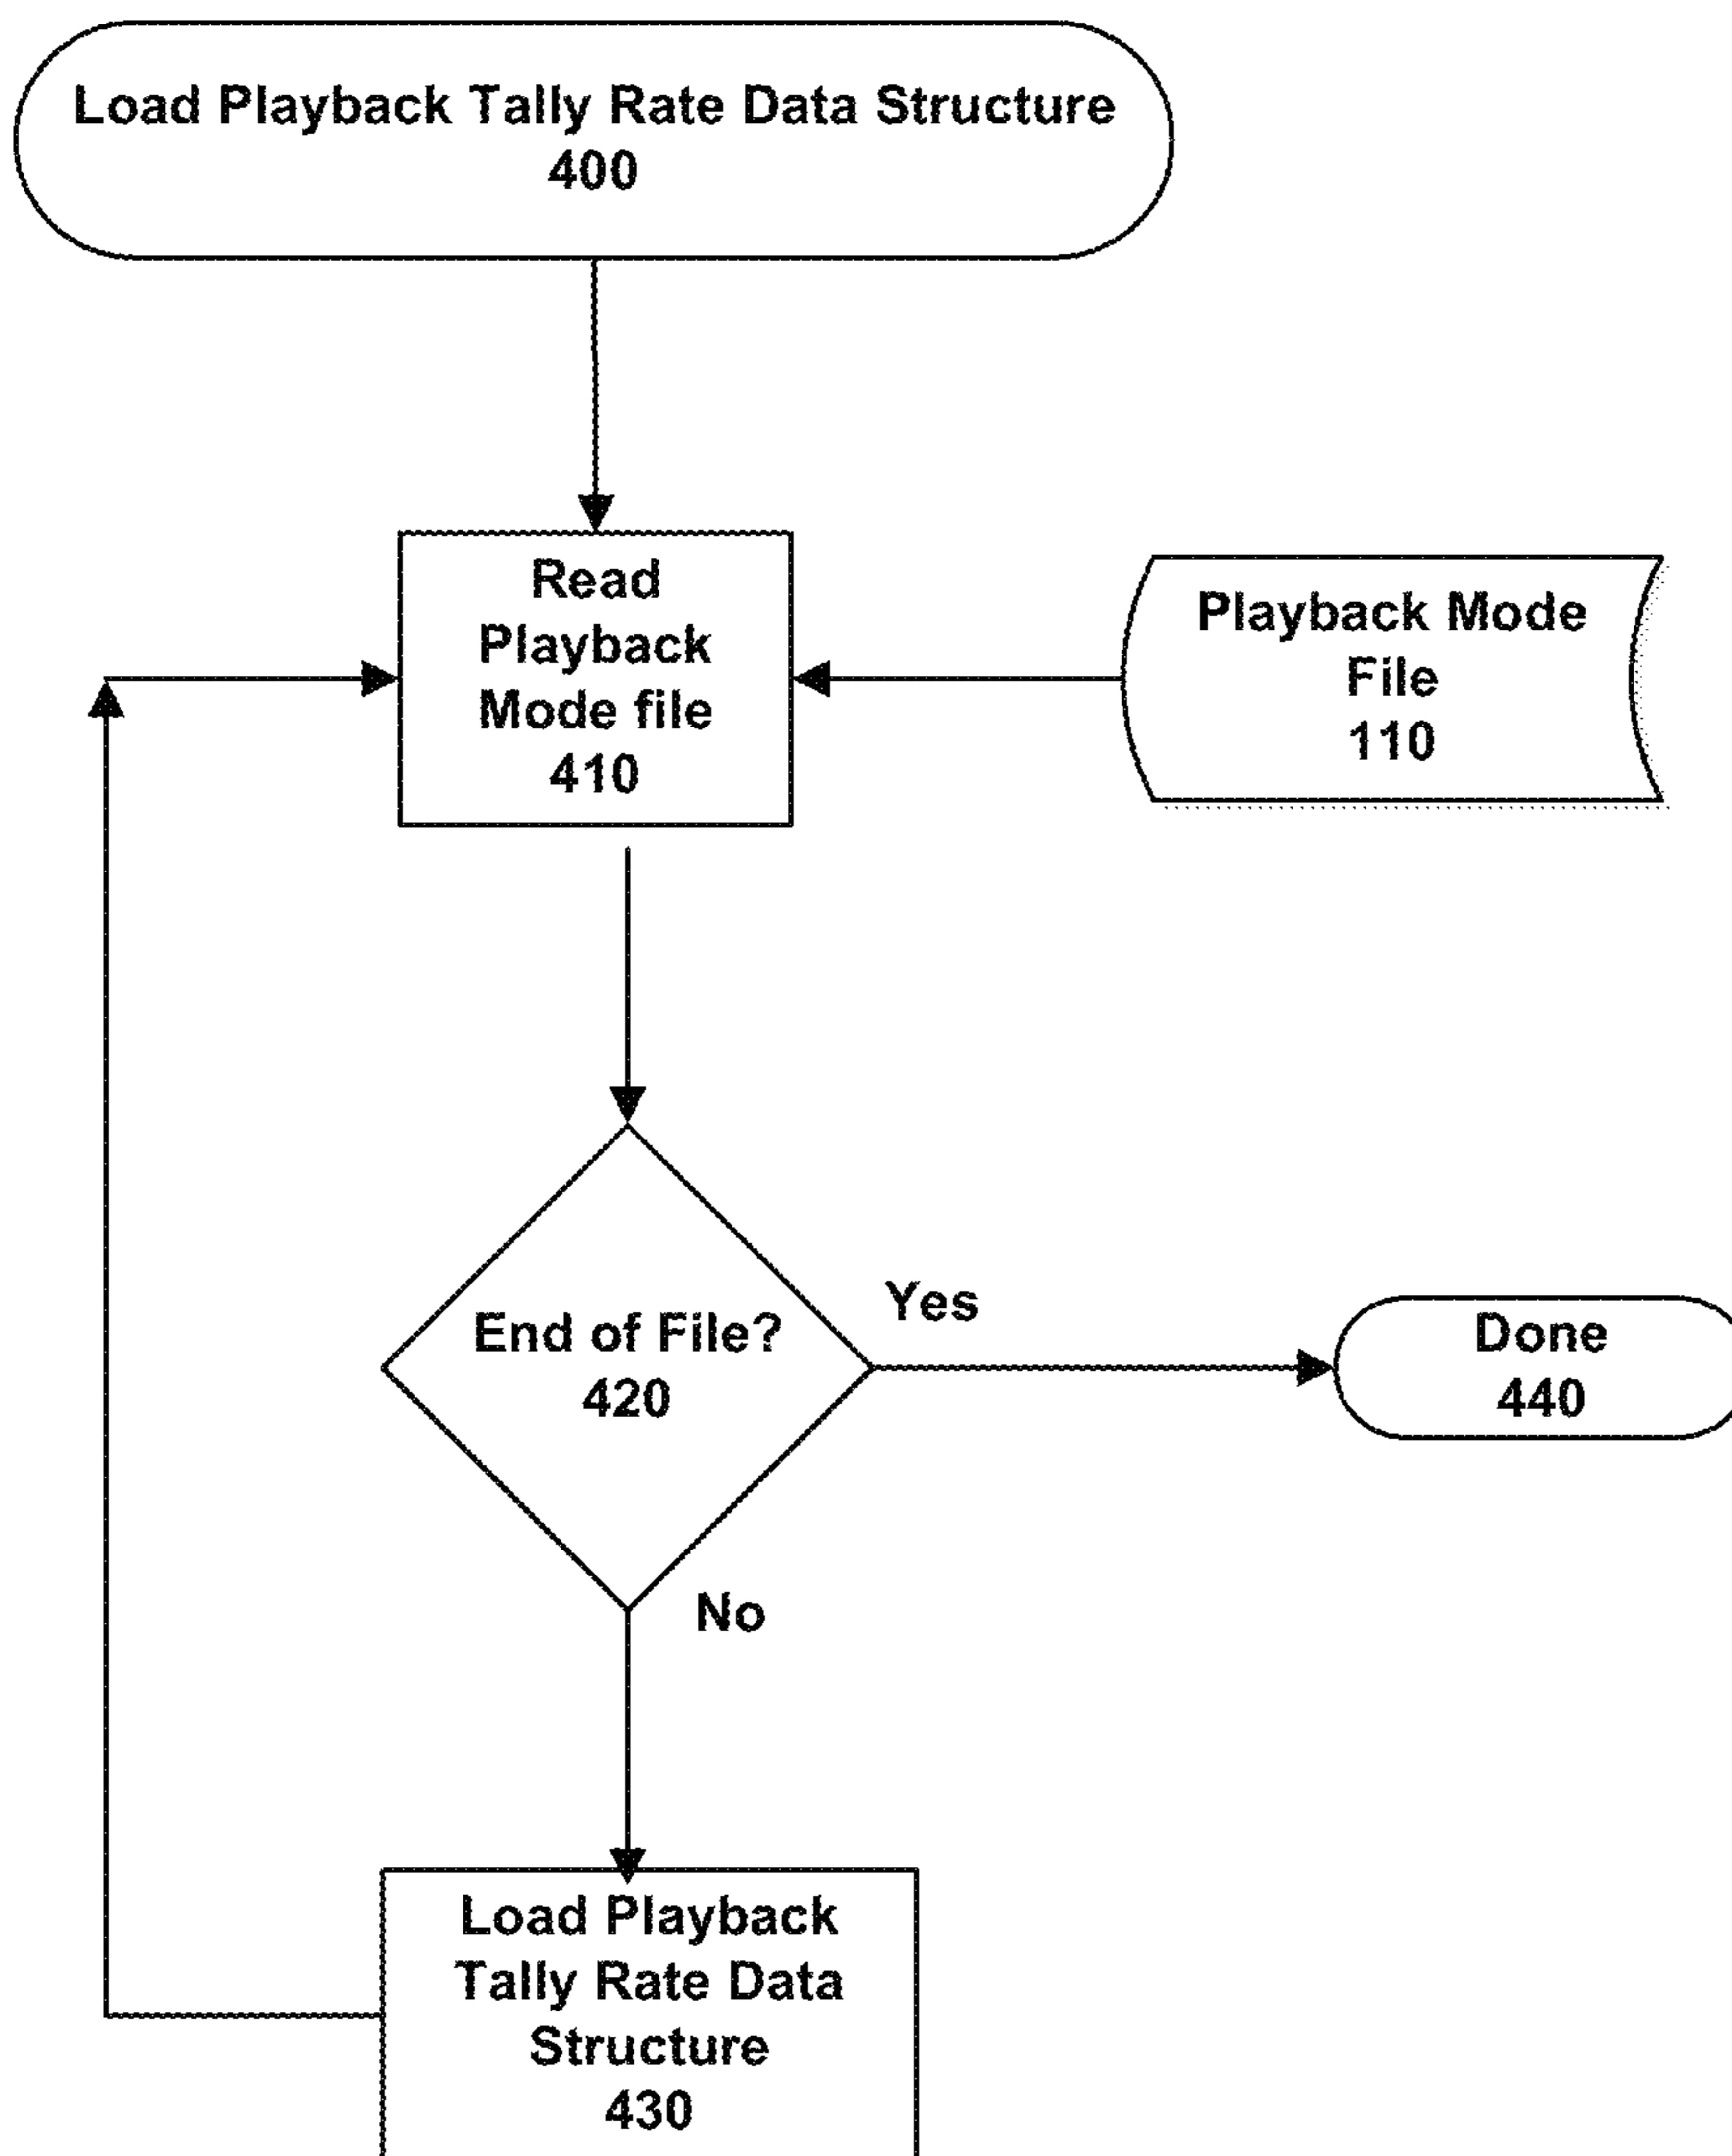 Load Playback Tally Rate Data Structure
400
Read
Playback
Mode file
410
Playback Mode
File
110
End of File?
420
Yes
Done
440
No
Load Playback
Tally Rate Data
Structure
430